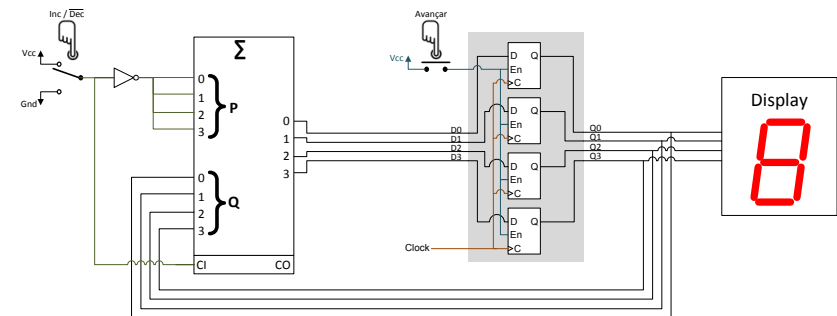 Inc / Dec
Vcc
Gnd
Σ
0
1
2
3
P
0
1
2
3
Q
CI
CO
0
1
2
3
D0
D1
D2
D3
Avançar
Vcc
Clock
D Q
En
C
D Q
En
C
D Q
En
C
D Q
En
C
Q0
Q1
Q2
Q3
Display
8